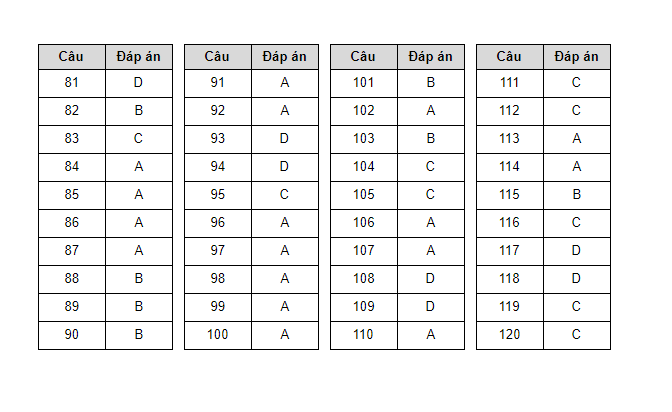 Câu Đáp án Câu Đáp án Câu Đáp án Câu Đáp án
81 D 91 A 101 B 111 C
82 B 92 A 102 A 112 C
83 C 93 D 103 B 113 A
84 A 94 D 104 C 114 A
85 A 95 C 105 C 115 B
86 A 96 A 106 A 116 C
87 A 97 A 107 A 117 D
88 B 98 A 108 D 118 D
89 B 99 A 109 D 119 C
90 B 100 A 110 A 120 C